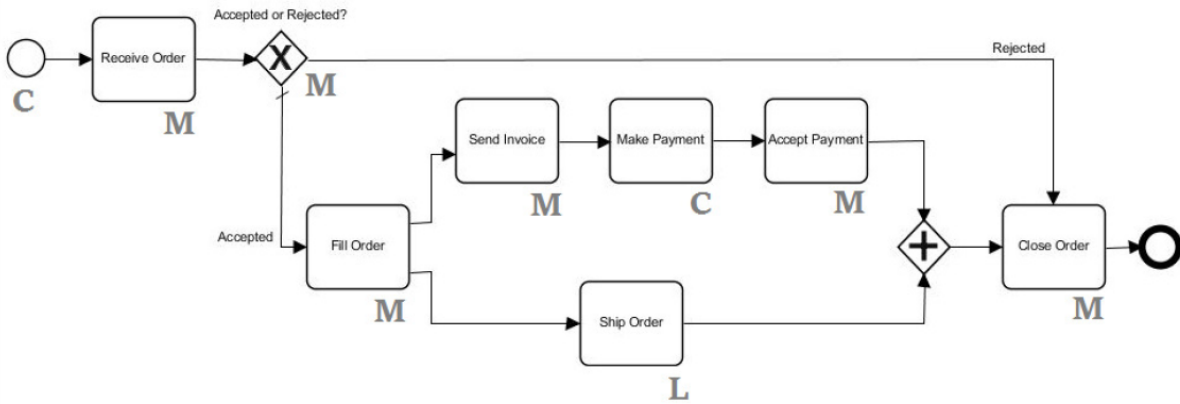 Accepted or Rejected?
Receive Order
X
Rejected
C
M
M
Send Invoice
Make Payment
Accept Payment
M
C
M
Accepted
Fill Order
Close Order
M
M
Ship Order
L